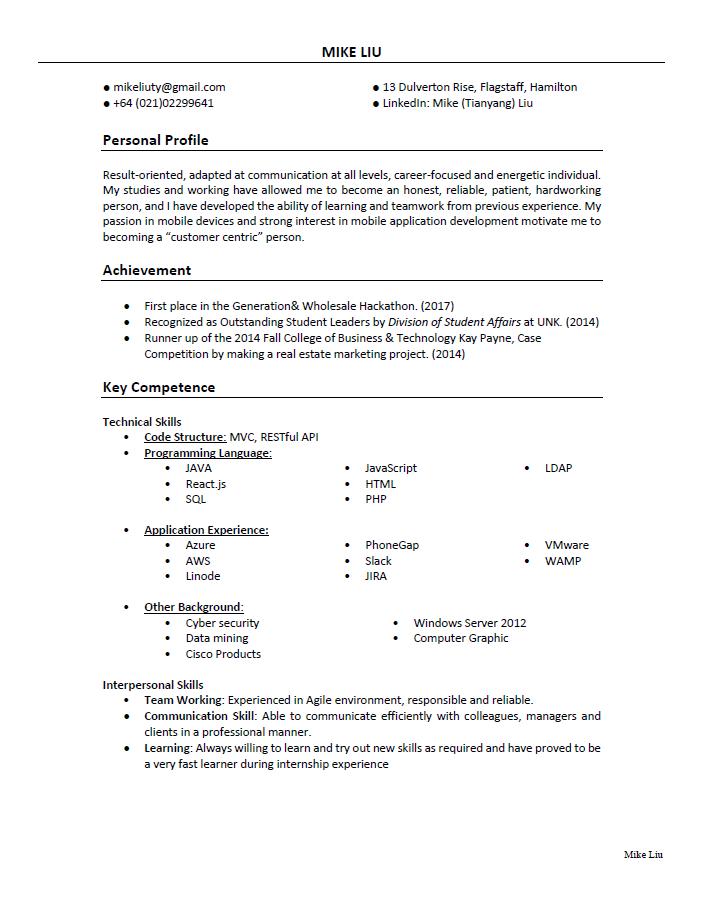 MIKE LIU
● mikeliuty@gmail.com
● 13 Dulverton Rise, Flagstaff, Hamilton
● +64 (021)02299641
● LinkedIn: Mike (Tianyang) Liu
Personal Profile
Result-oriented, adapted at communication at all levels, career-focused and energetic individual.
My studies and working have allowed me to become an honest, reliable, patient, hardworking
person, and I have developed the ability of learning and teamwork from previous experience. My
passion in mobile devices and strong interest in mobile application development motivate me to
becoming a “customer centric” person.
Achievement
• First place in the Generation& Wholesale Hackathon. (2017)
• Recognized as Outstanding Student Leaders by Division of Student Affairs at UNK. (2014)
• Runner up of the 2014 Fall College of Business & Technology Kay Payne, Case
Competition by making a real estate marketing project. (2014)
Key Competence
Technical Skills
• Code Structure: MVC, RESTful API
• Programming Language:
• JAVA • JavaScript • LDAP
• React.js • HTML
• SQL • PHP
• Application Experience:
• Azure • PhoneGap • VMware
• AWS • Slack • WAMP
• Linode • JIRA
• Other Background:
• Cyber security • Windows Server 2012
• Data mining • Computer Graphic
• Cisco Products
Interpersonal Skills
• Team Working: Experienced in Agile environment, responsible and reliable.
• Communication Skill: Able to communicate efficiently with colleagues, managers and
clients in a professional manner.
• Learning: Always willing to learn and try out new skills as required and have proved to be
a very fast learner during internship experience
Mike Liu